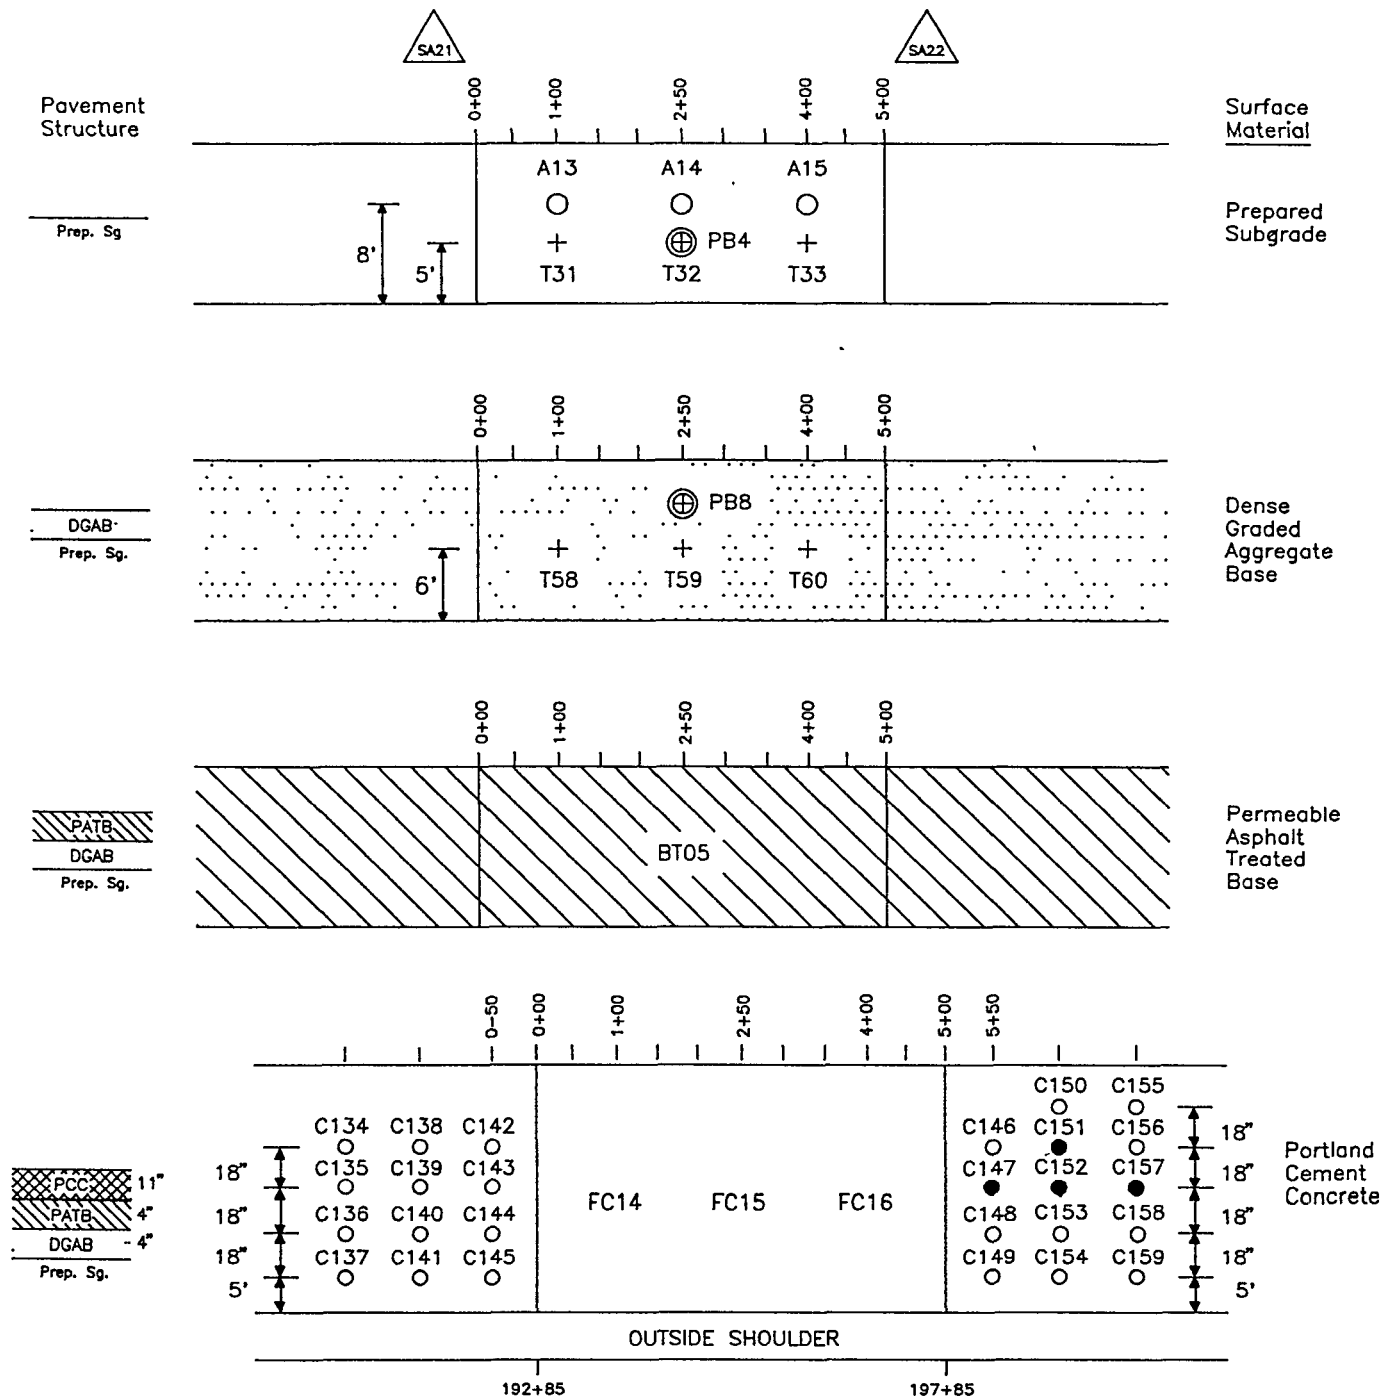 SA21
SA22
Pavement
Structure
0+00
1+00
2+50
4+00
5+00
Surface
Material
A13
A14
A15
Prep. Sg
8'
5'
PB4
T31
T32
T33
Prepared
Subgrade
0+00
1+00
2+50
4+00
5+00
PB8
DGAB
Prep. Sg.
6'
T58
T59
T60
Dense
Graded
Aggregate
Base
0+00
1+00
2+50
4+00
5+00
PATB
DGAB
Prep. Sg.
BT05
Permeable
Asphalt
Treated
Base
0-50
0+00
1+00
2+50
4+00
5+00
5+50
C150
C155
C134
C138
C142
C146
C151
C156
18"
18"
C135
C139
C143
C147
C152
C157
PCC
11"
18"
18"
C136
C140
C144
FC14
FC15
FC16
C148
C153
C158
PATB
4"
18"
18"
C137
C141
C145
C149
C154
C159
DGAB
4"
18"
Prep. Sg.
5'
5'
Portland
Cement
Concrete
OUTSIDE SHOULDER
192+85
197+85